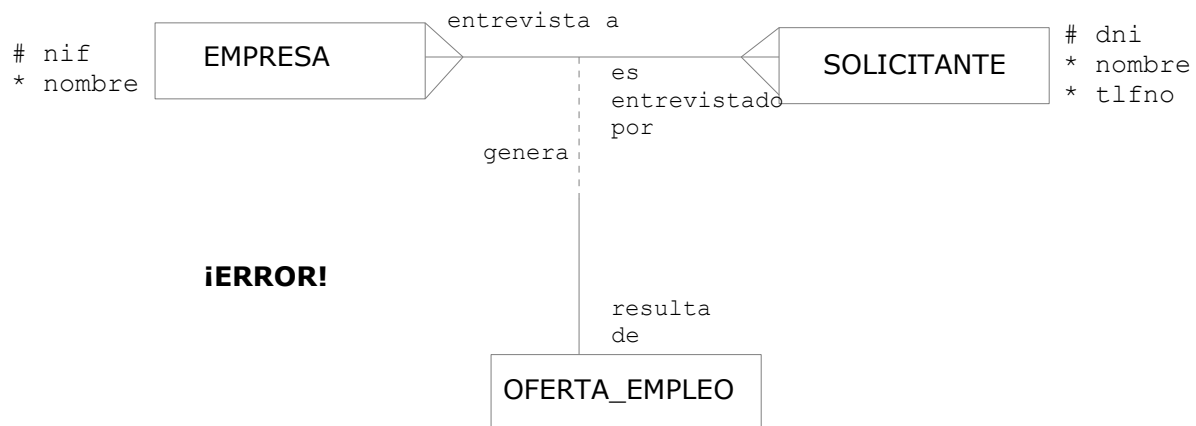 entrevista a
# nif
* nombre
EMPRESA
SOLICITANTE
# dni
* nombre
* tlfno
es
entrevistado
por
genera
¡ERROR!
resulta
de
OFERTA_EMPLEO